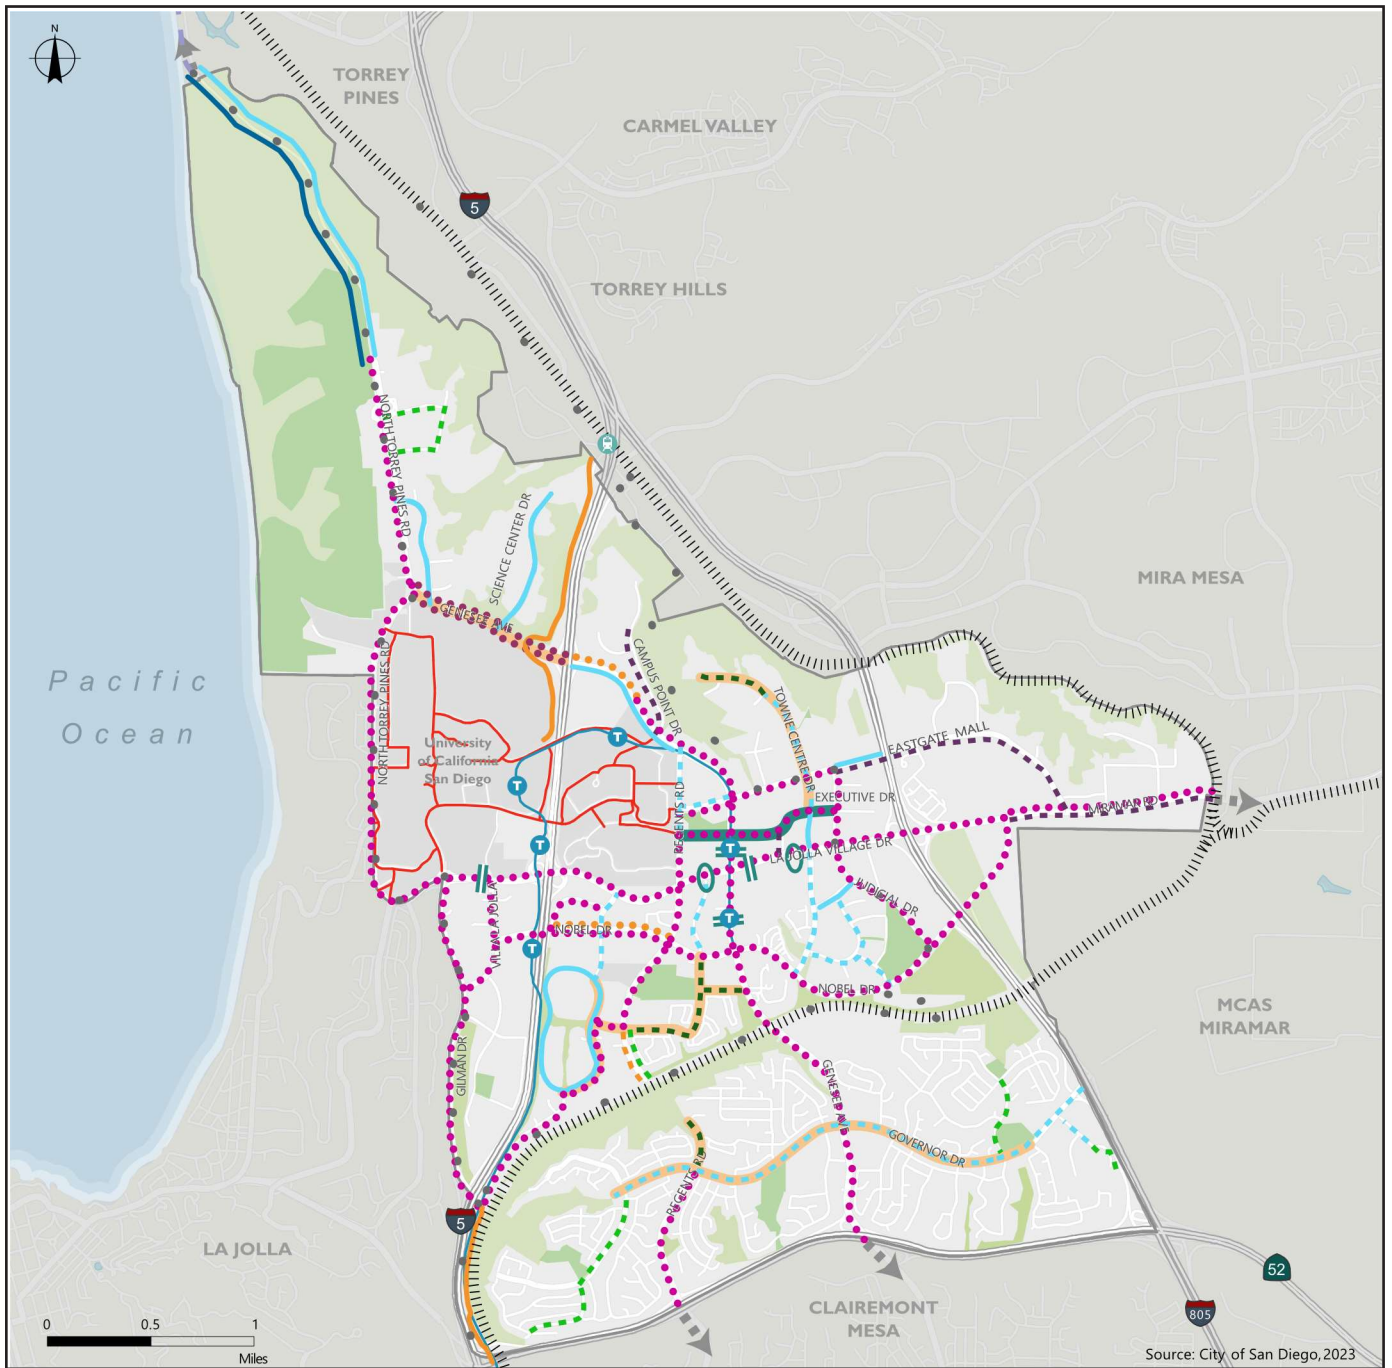 N
TORREY
PINES
CARMEL VALLEY
5
TORREY HILLS
NORTH TORREY PINES RD
SCIENCE CENTER DR
MIRA MESA
GENESEE AVE
CAMPUS POINT DR
NORTH TORREY PINES RD
Pacific
Ocean
TOWNE CENTRE DR
EASTGATE MALL
T
University
of California
San Diego
T
EXECUTIVE DR
MIRAMAR RD
REGENTS RD
T
T
LA JOLLA VILLAGE DR
JUDICIAL DR
VILLA LA JOLLA
T
NOBEL DR
T
NOBEL DR
MCAS
MIRAMAR
GILMAN DR
GENESEE AVE
GOVERNOR DR
REGENTS RD
5
LA JOLLA
52
CLAIREMONT
MESA
805
0 0.5 1
Miles
Source: City of San Diego, 2023